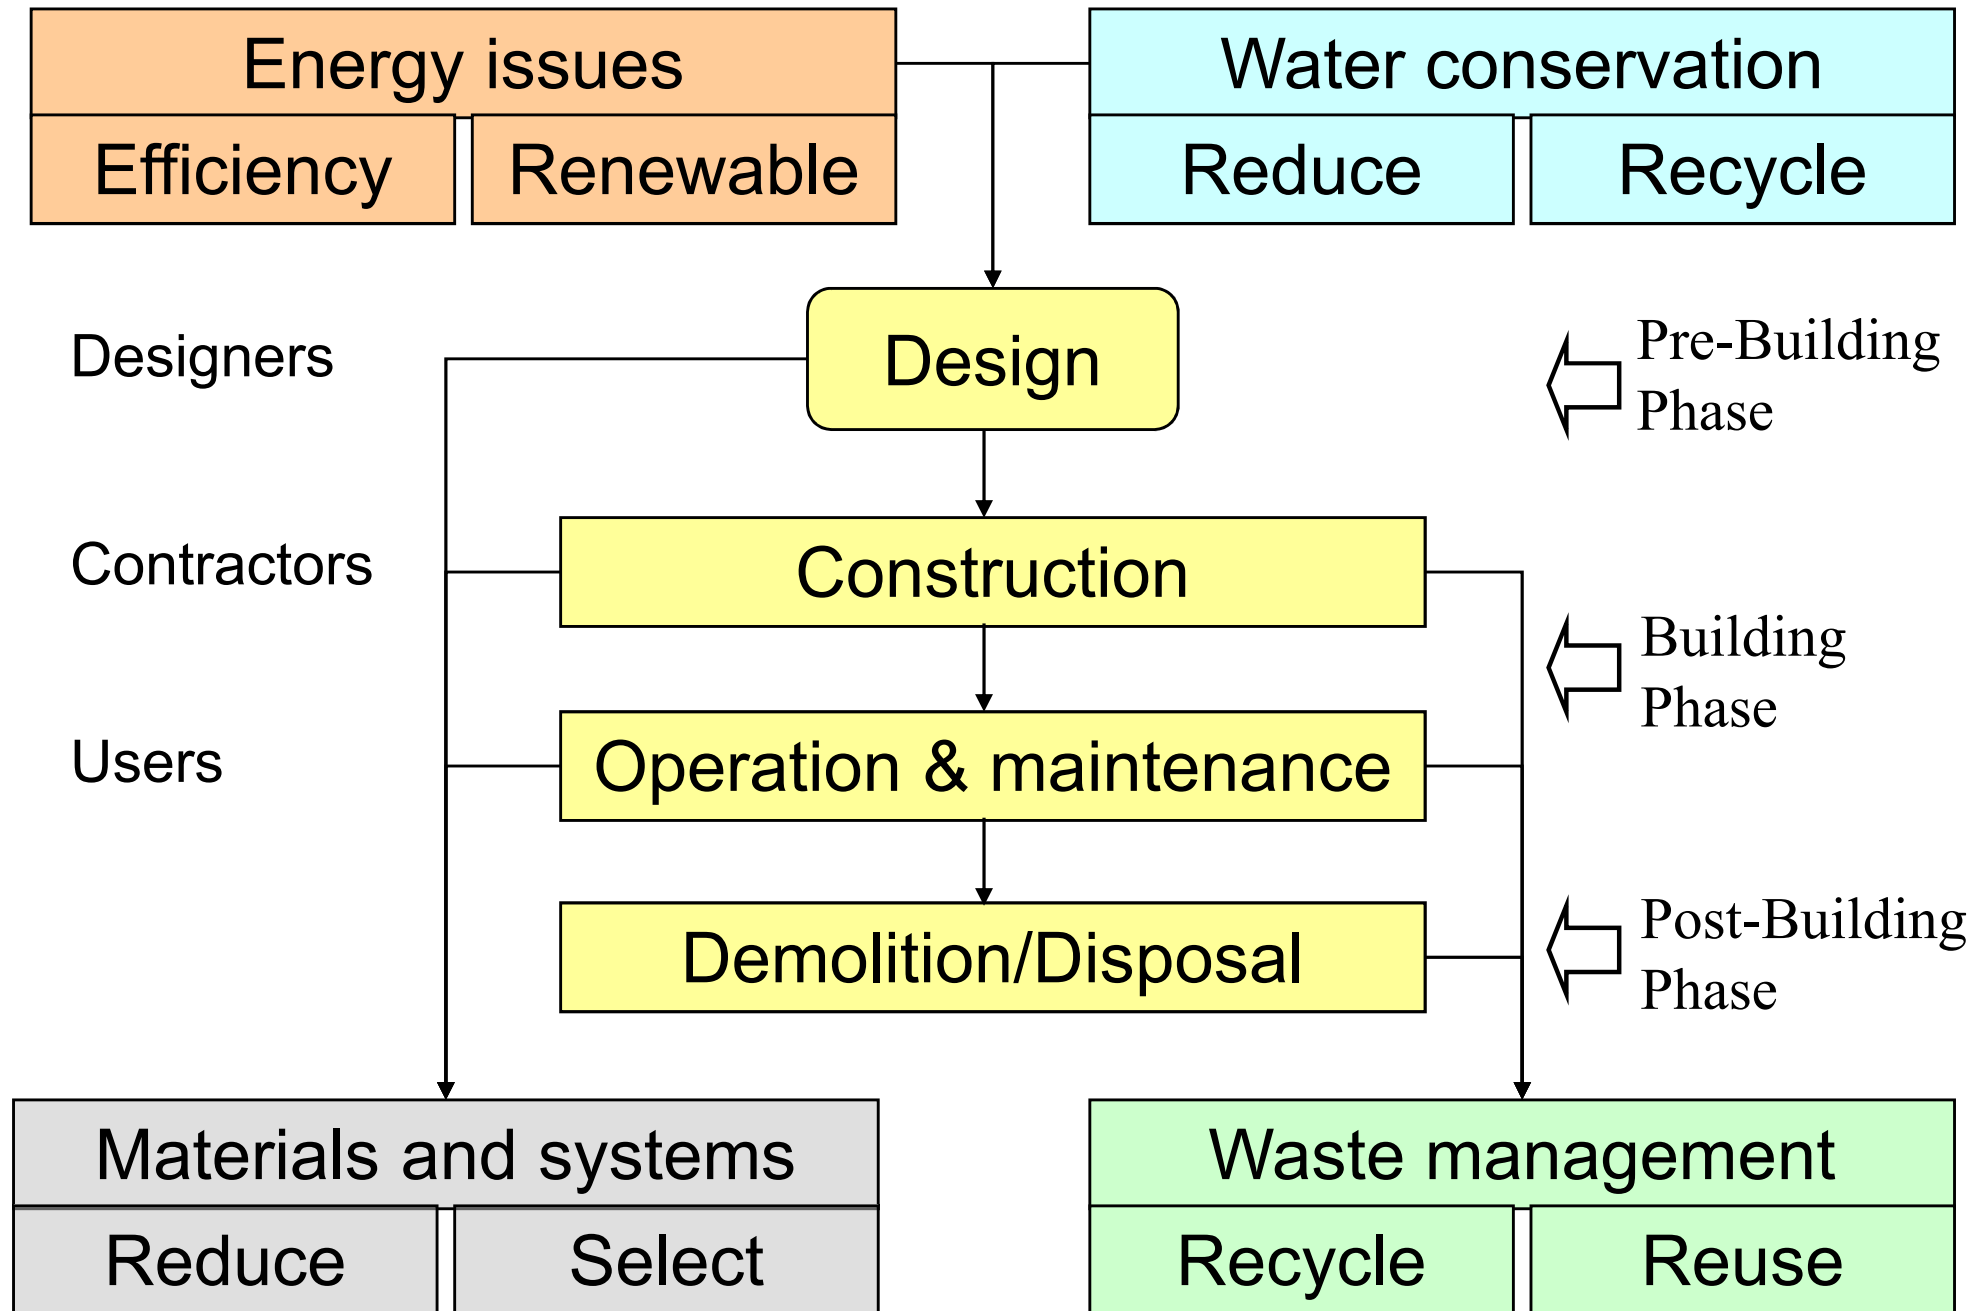 Energy issues
Water conservation
Efficiency
Renewable
Reduce
Recycle
Designers
Design
Pre-Building
Phase
Contractors
Construction
Building
Phase
Users
Operation & maintenance
Demolition/Disposal
Post-Building
Phase
Materials and systems
Waste management
Reduce
Select
Recycle
Reuse